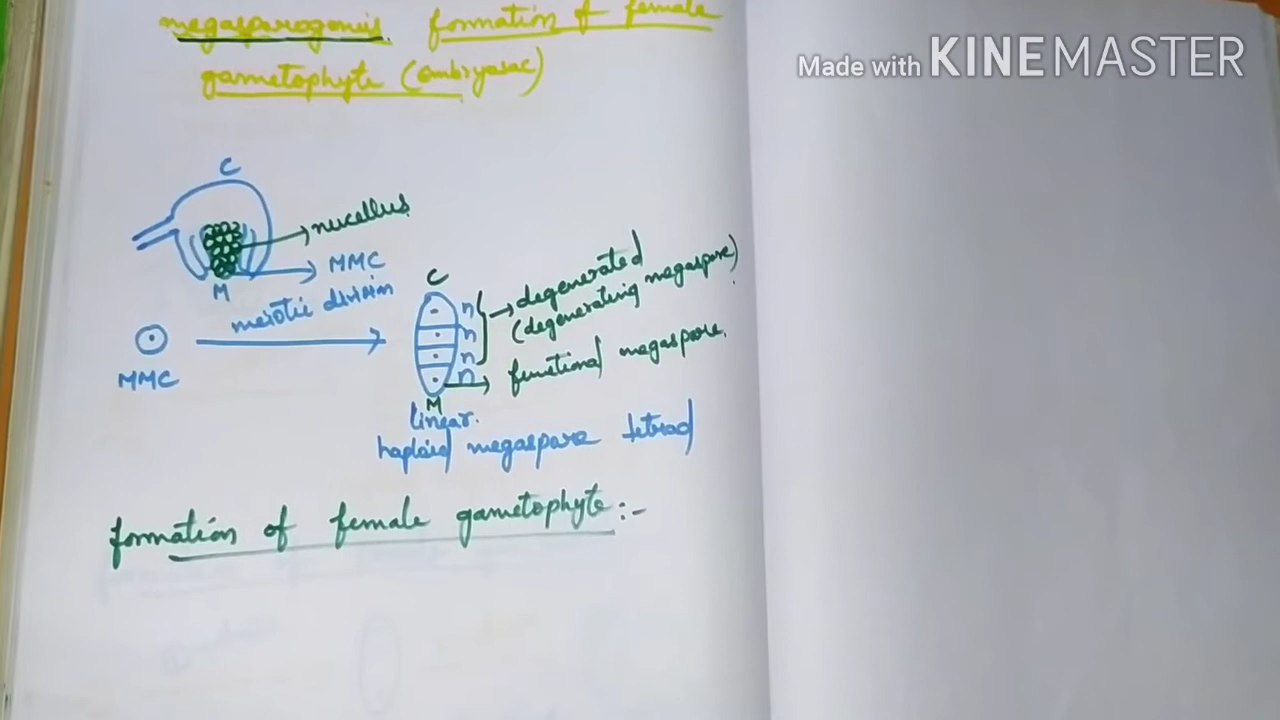 megasporogenesis formation of female
gametophyte (embryosac)
Made with KINEMASTER
C
nucellus
MMC
M
meiotic division
MMC
C
n
n
n
n
degenerated
(degenerating megaspore)
functional megaspore.
M
linear.
haploid megaspore tetrad
formation of female gametophyte :-